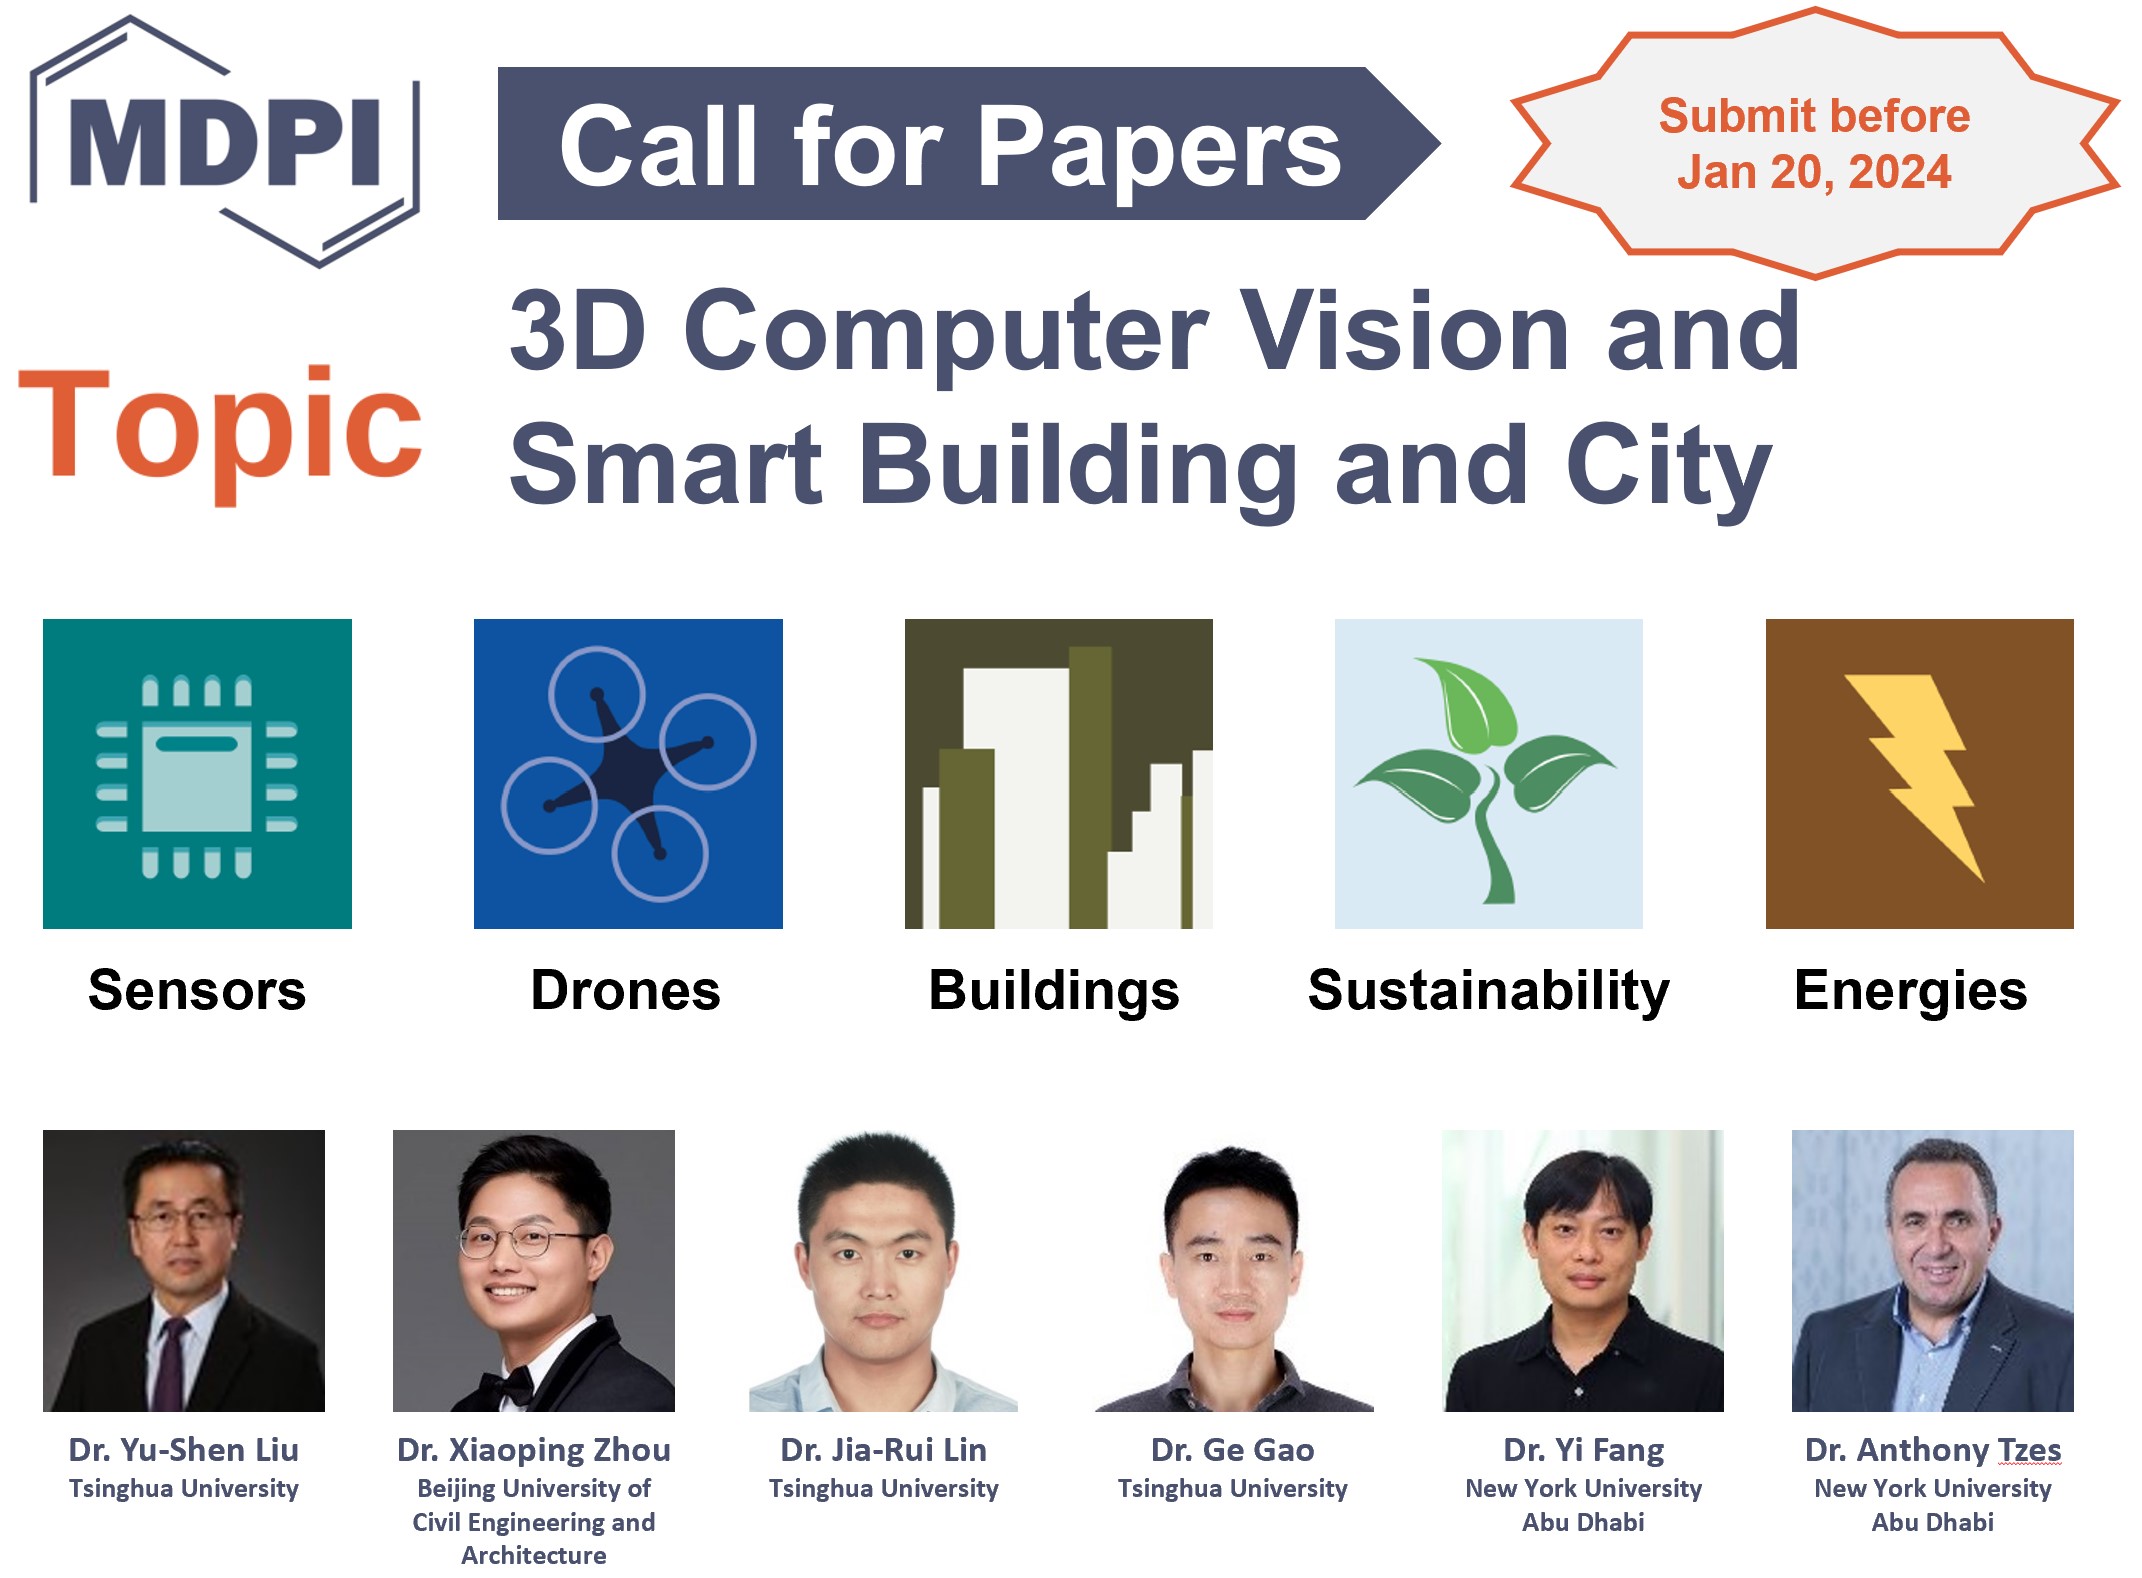 MDPI
Call for Papers
Submit before
Jan 20, 2024
Topic
3D Computer Vision and
Smart Building and City
Sensors
Drones
Buildings
Sustainability
Energies
Dr. Yu-Shen Liu
Tsinghua University
Dr. Xiaoping Zhou
Beijing University of
Civil Engineering and
Architecture
Dr. Jia-Rui Lin
Tsinghua University
Dr. Ge Gao
Tsinghua University
Dr. Yi Fang
New York University
Abu Dhabi
Dr. Anthony Tzes
New York University
Abu Dhabi